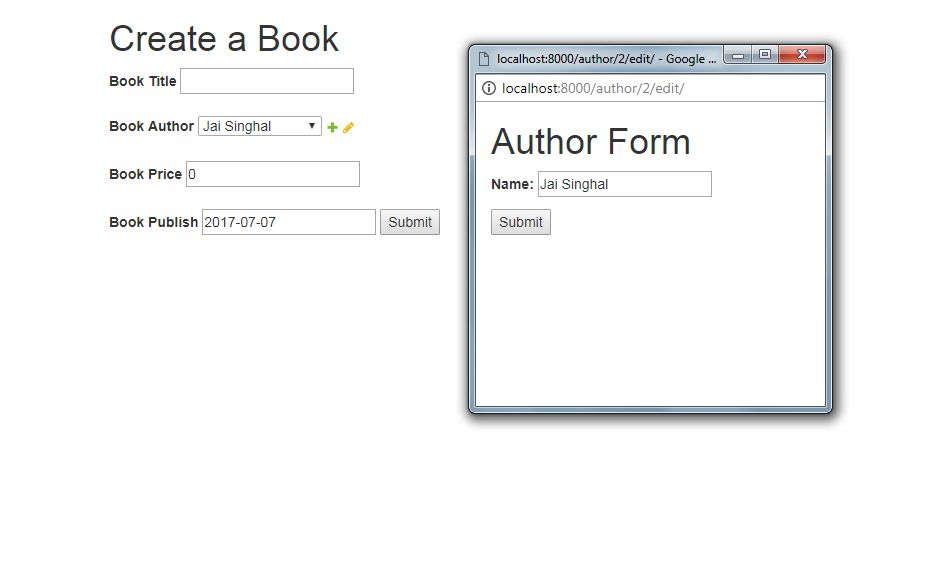 Create a Book
Book Title
Book Author Jai Singhal
Book Price 0
Book Publish 2017-07-07 Submit
localhost:8000/author/2/edit/ - Google ...
localhost:8000/author/2/edit/
Author Form
Name: Jai Singhal
Submit